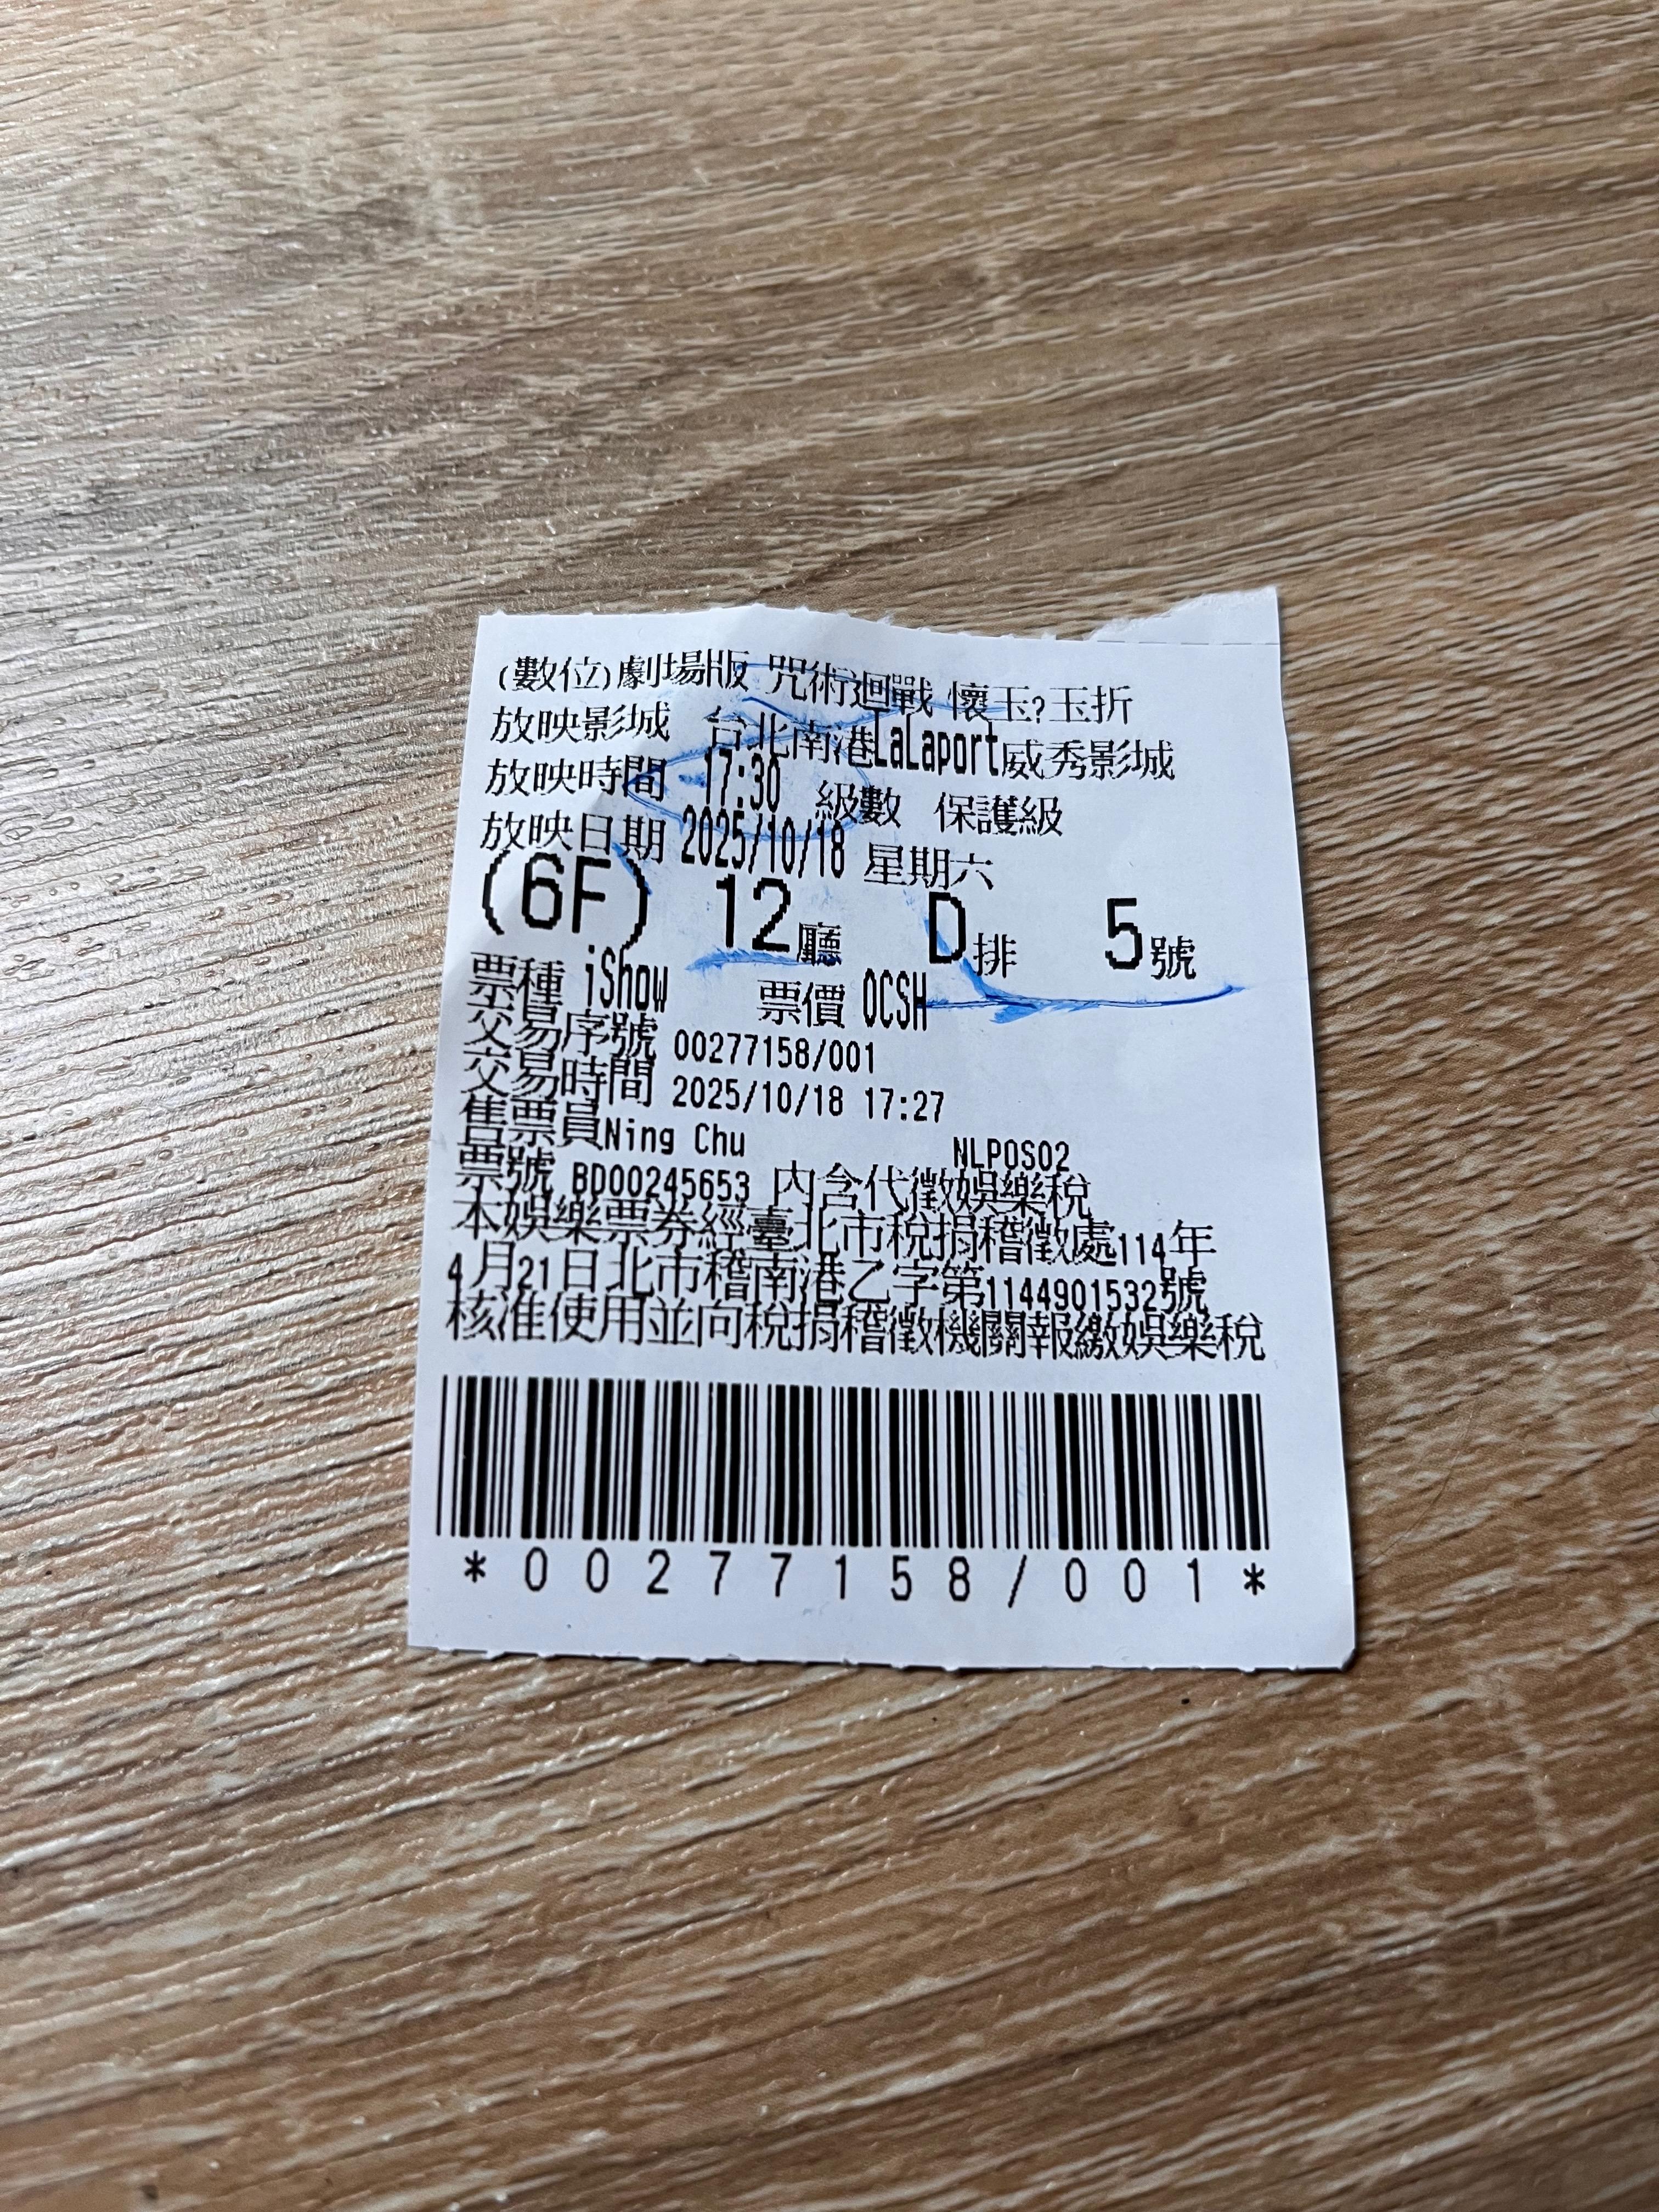 (數位)劇場版 咒術迴戰 懷玉?玉折
放映影城 台北南港LaLaport威秀影城
放映時間 17:30 級數 保護級
放映日期 2025/10/18 星期六
(6F) 12廳 D排 5號
票種 iShow 票價 0CSH
交易序號 00277158/001
交易時間 2025/10/18 17:27
售票員Ning Chu NLPOS02
票號 BD00245653 內含代徵娛樂稅
本娛樂票券經臺北市稅捐稽徵處114年
4月21日北市稽南港乙字第1144901532號
核准使用並向稅捐稽徵機關報繳娛樂稅
*00277158/001*